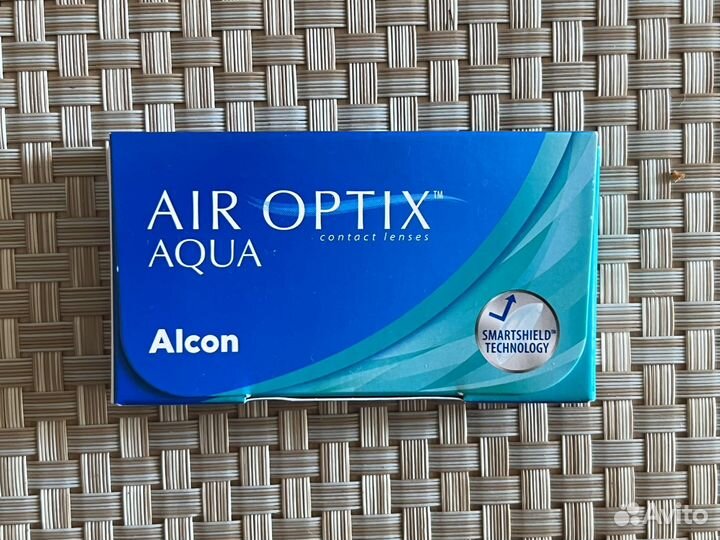 AIR OPTIX™
contact lenses
AQUA
Alcon
SMARTSHIELD™
TECHNOLOGY
Avito